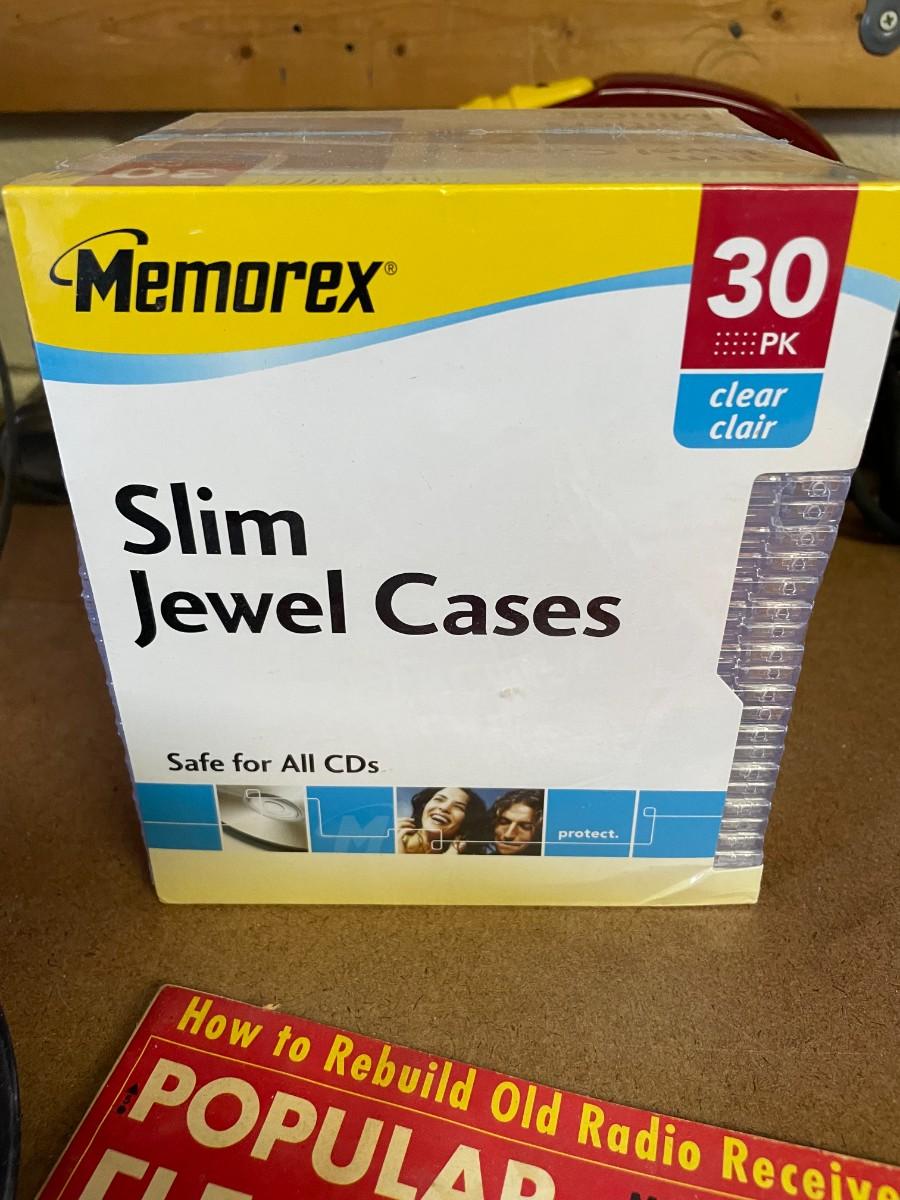 Memorex®
30
PK
clear
clair
Slim
Jewel Cases
Safe for All CDs
protect.
How to Rebuild Old Radio Receive
POPULAR